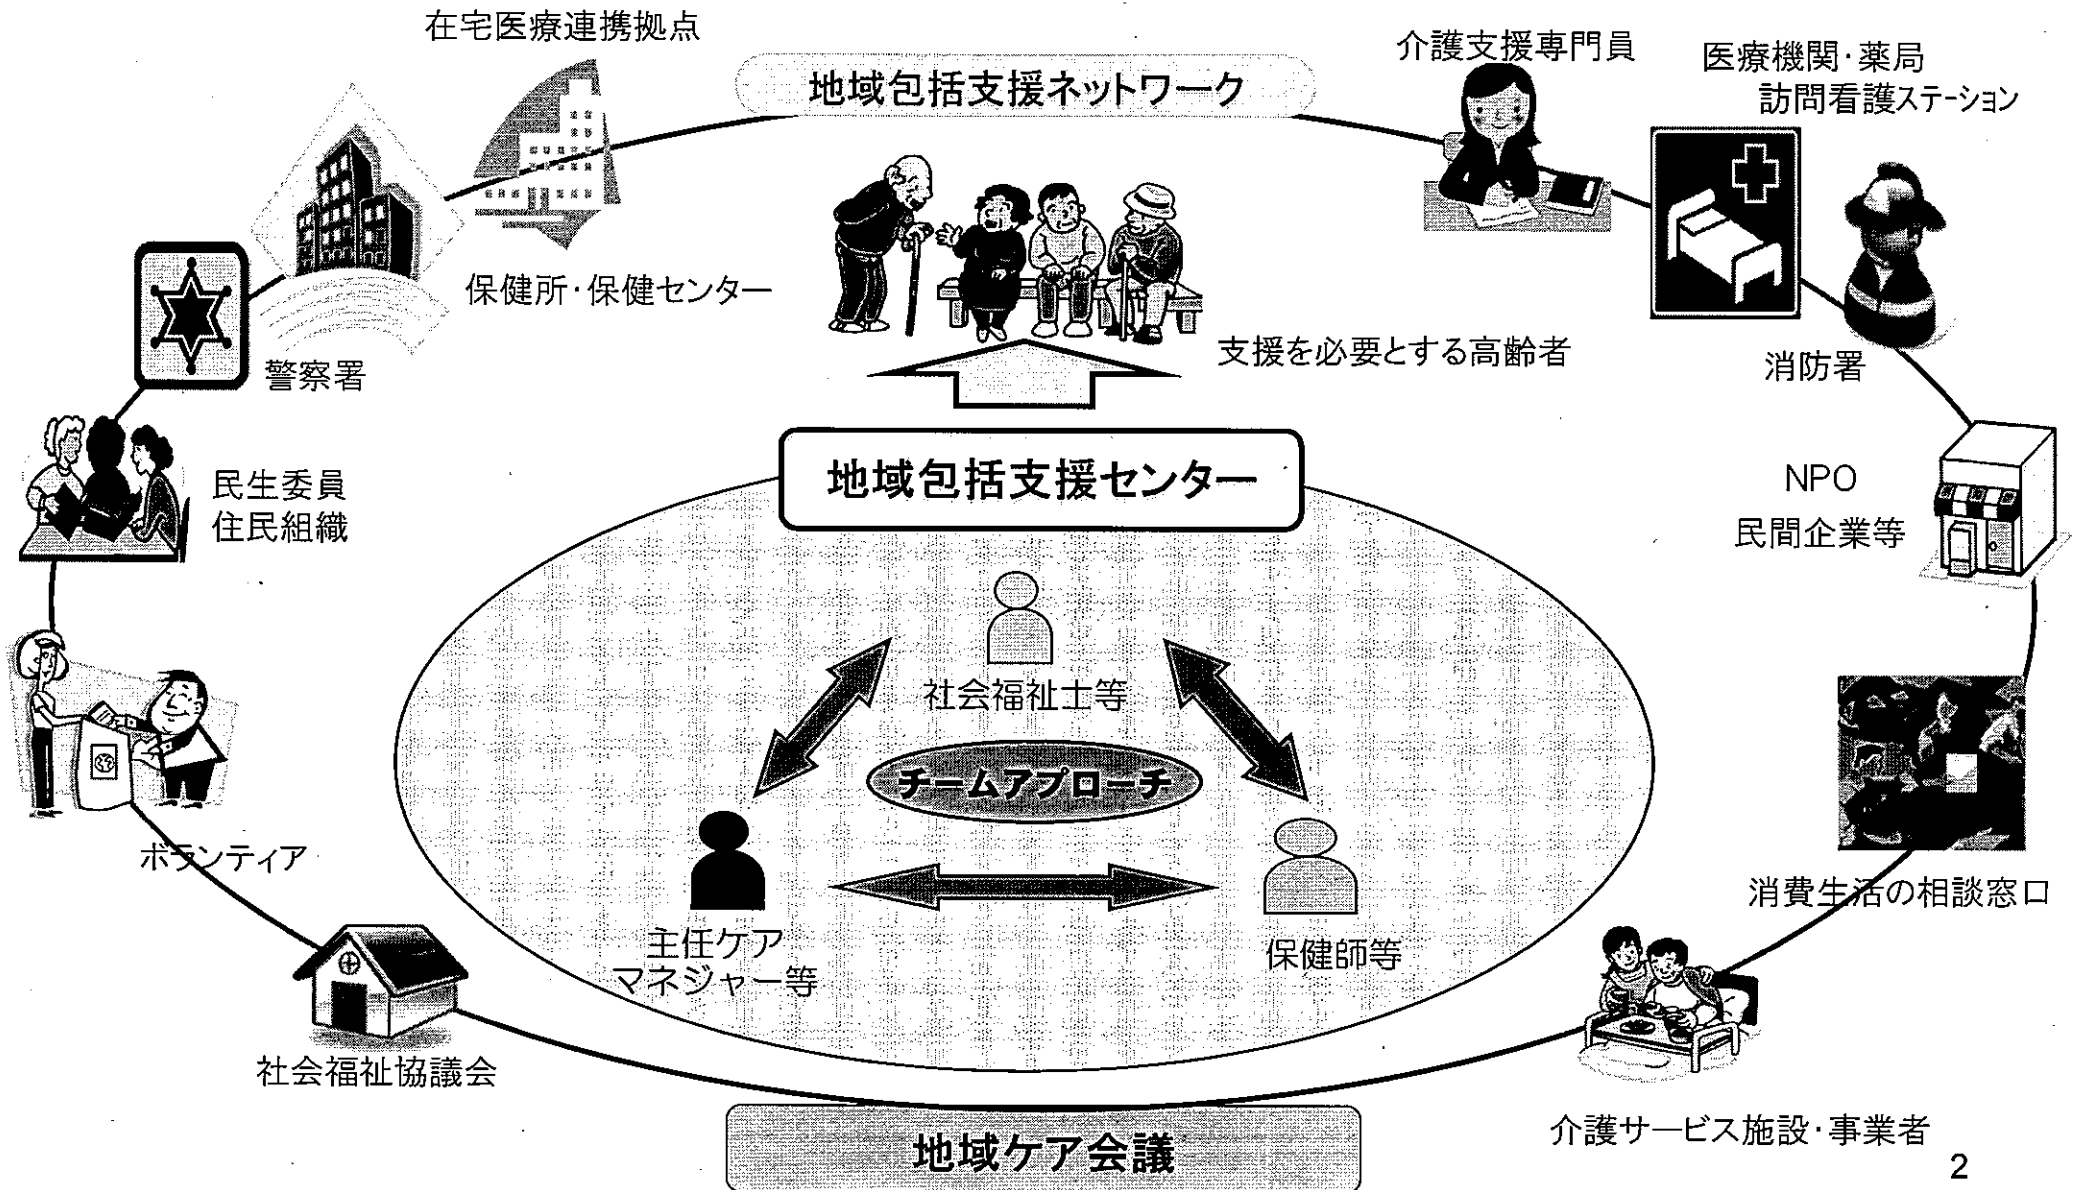 在宅医療連携拠点
地域包括支援ネットワーク
介護支援専門員
医療機関・薬局
訪問看護ステーション
保健所・保健センター
警察署
支援を必要とする高齢者
消防署
民生委員
住民組織
地域包括支援センター
NPO
民間企業等
社会福祉士等
チームアプローチ
ボランティア
主任ケア
マネジャー等
保健師等
消費生活の相談窓口
社会福祉協議会
介護サービス施設・事業者
地域ケア会議
2